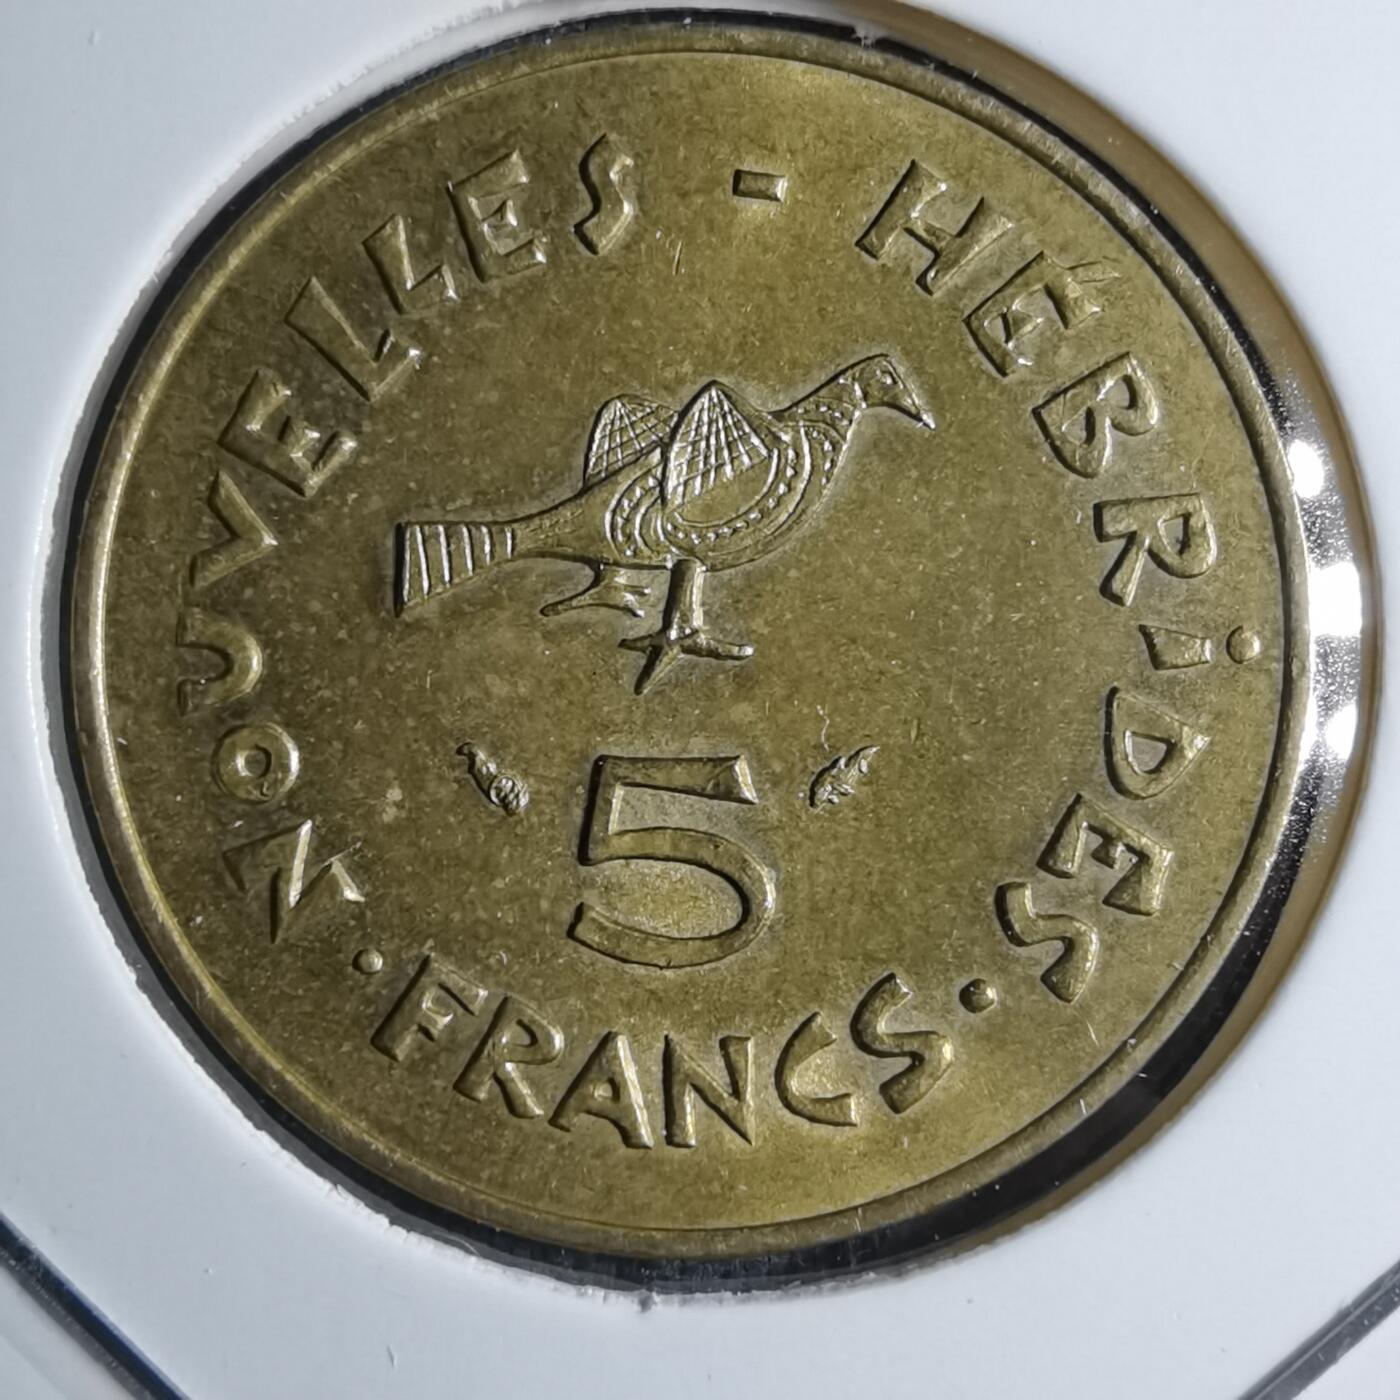 NOUVELLES - HÉBRiDES
5
· FRANCS ·